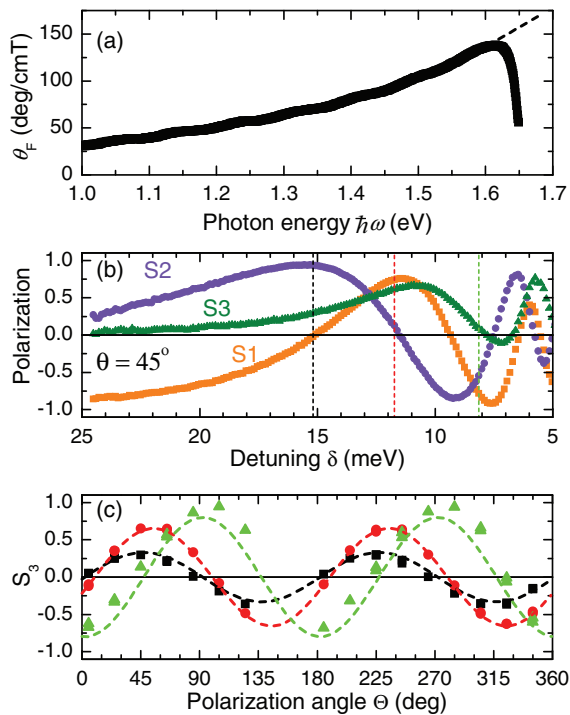 (a)
150
100
50
0
θF (deg/cmT)
1.0 1.1 1.2 1.3 1.4 1.5 1.6 1.7
Photon energy ħω (eV)
(b)
S2
S3
S1
θ = 45°
1.0
0.5
0.0
-0.5
-1.0
Polarization
25 20 15 10 5
Detuning δ (meV)
(c)
1.0
0.5
0.0
-0.5
-1.0
S3
0 45 90 135 180 225 270 315 360
Polarization angle Θ (deg)